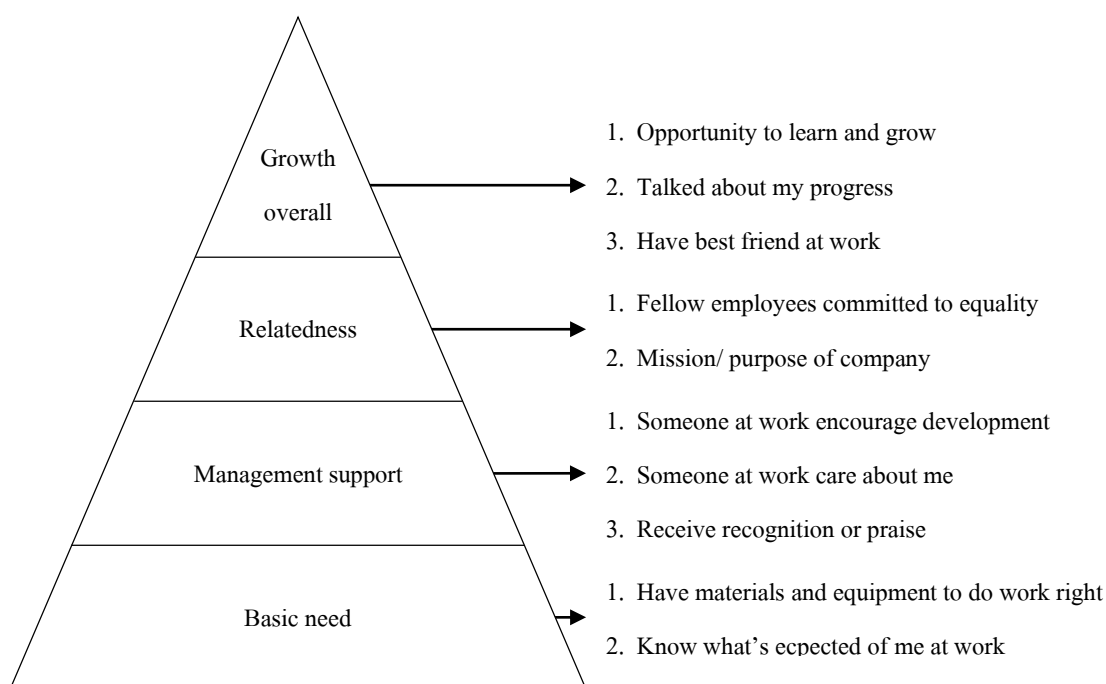 Growth
overall
1. Opportunity to learn and grow
2. Talked about my progress
3. Have best friend at work
Relatedness
1. Fellow employees committed to equality
2. Mission/ purpose of company
Management support
1. Someone at work encourage development
2. Someone at work care about me
3. Receive recognition or praise
Basic need
1. Have materials and equipment to do work right
2. Know what’s ecpected of me at work